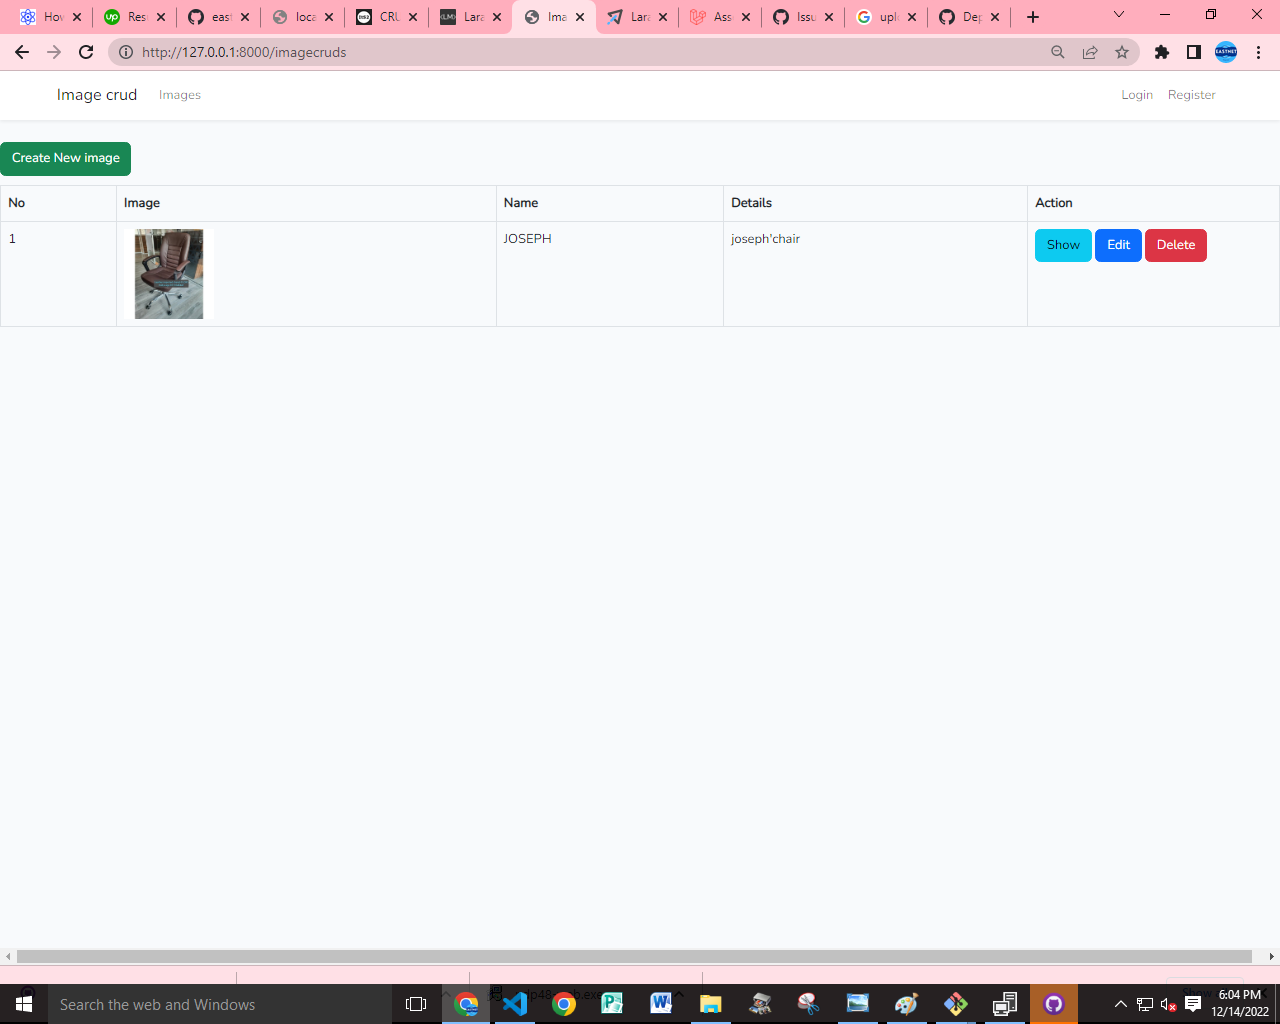 How
Res
east
loca
CRU
Lara
Ima
Lara
Ass
Issu
upl
Dep
http://127.0.0.1:8000/imagecruds
Image crud
Images
Login
Register
Create New image
No
Image
Name
Details
Action
1
JOSEPH
joseph'chair
Show
Edit
Delete
Search the web and Windows
6:04 PM
12/14/2022